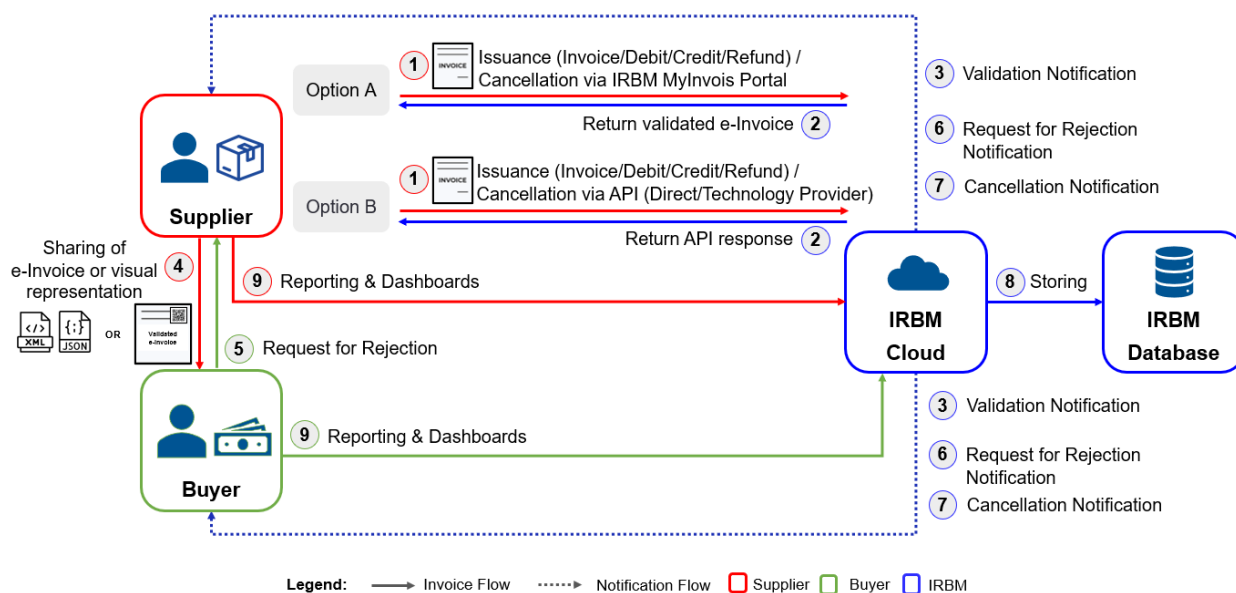 Option A
1
INVOICE
Issuance (Invoice/Debit/Credit/Refund) /
Cancellation via IRBM MyInvois Portal
Return validated e-Invoice
2
Option B
1
INVOICE
Issuance (Invoice/Debit/Credit/Refund) /
Cancellation via API (Direct/Technology Provider)
Return API response
2
3
Validation Notification
6
Request for Rejection
Notification
7
Cancellation Notification
Supplier
Sharing of
e-Invoice or visual
representation
4
</>
XML
{;}
JSON
OR
Validated
e-Invoice
9
Reporting & Dashboards
5
Request for Rejection
IRBM
Cloud
8
Storing
IRBM
Database
Buyer
9
Reporting & Dashboards
3
Validation Notification
6
Request for Rejection
Notification
7
Cancellation Notification
Legend:
Invoice Flow
Notification Flow
Supplier
Buyer
IRBM